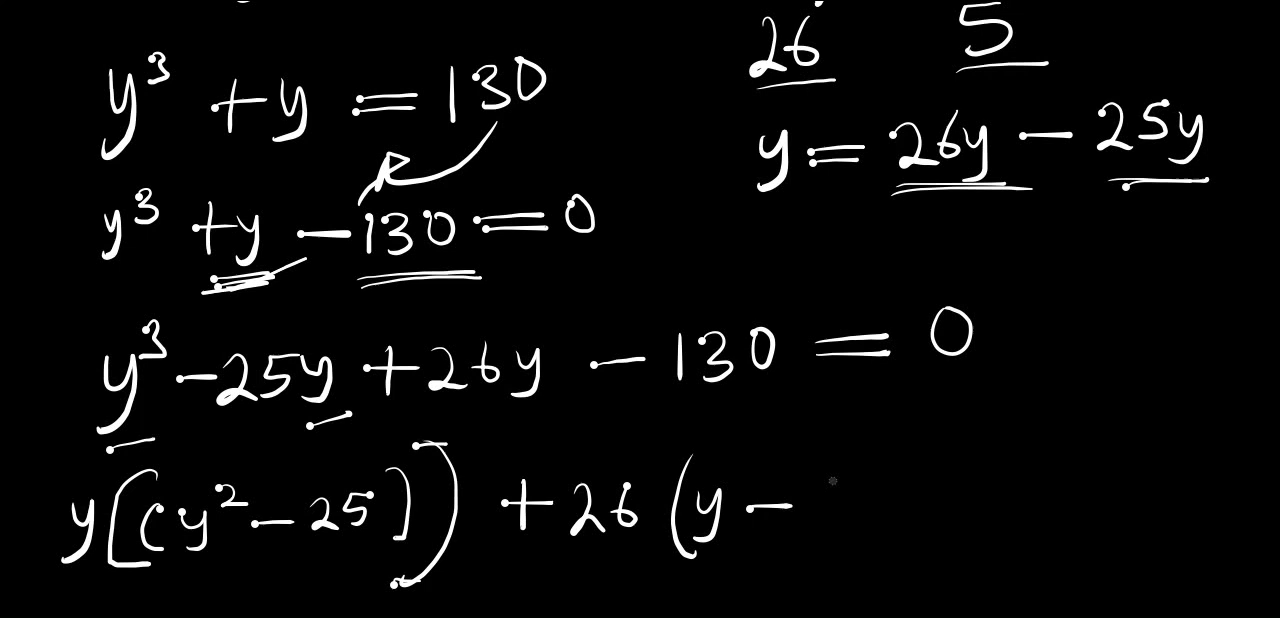 y³ + y = 130
y³ + y - 130 = 0
y³ - 25y + 26y - 130 = 0
y[(y² - 25)]) + 26 (y -
26 5
y = 26y - 25y